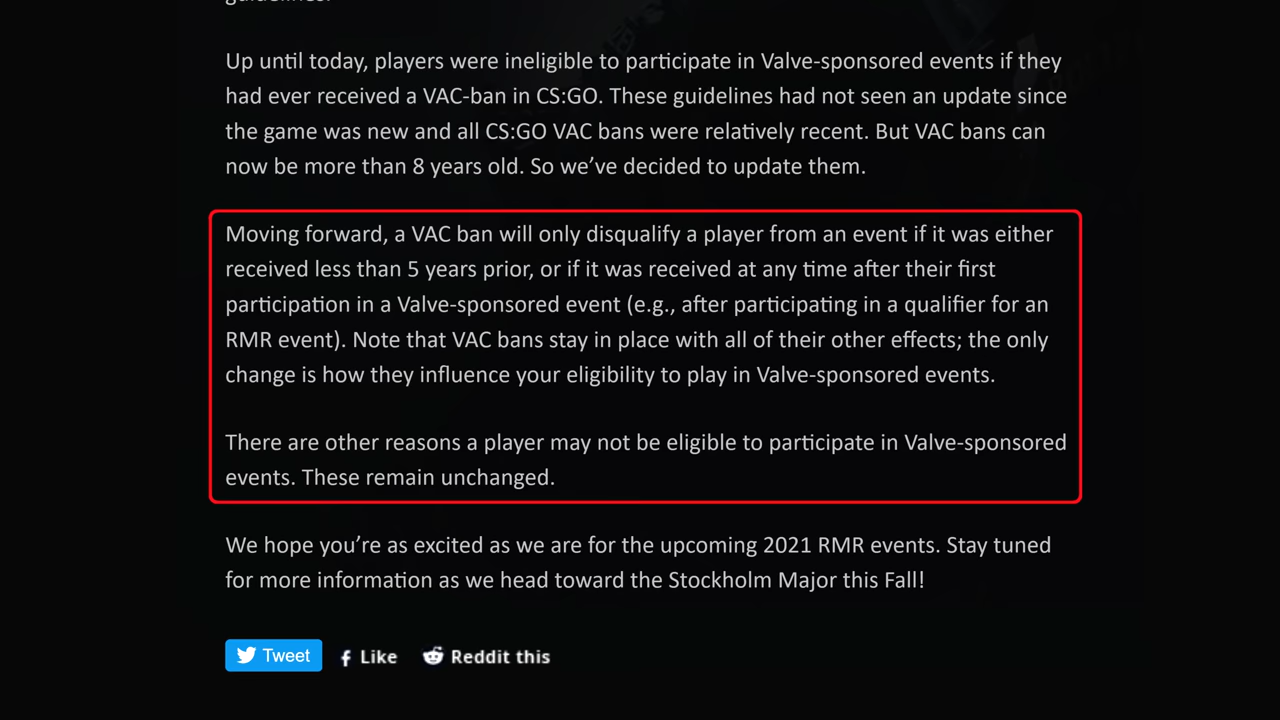 guidelines.
Up until today, players were ineligible to participate in Valve-sponsored events if they
had ever received a VAC-ban in CS:GO. These guidelines had not seen an update since
the game was new and all CS:GO VAC bans were relatively recent. But VAC bans can
now be more than 8 years old. So we’ve decided to update them.
Moving forward, a VAC ban will only disqualify a player from an event if it was either
received less than 5 years prior, or if it was received at any time after their first
participation in a Valve-sponsored event (e.g., after participating in a qualifier for an
RMR event). Note that VAC bans stay in place with all of their other effects; the only
change is how they influence your eligibility to play in Valve-sponsored events.
There are other reasons a player may not be eligible to participate in Valve-sponsored
events. These remain unchanged.
We hope you’re as excited as we are for the upcoming 2021 RMR events. Stay tuned
for more information as we head toward the Stockholm Major this Fall!
Tweet
Like
Reddit this